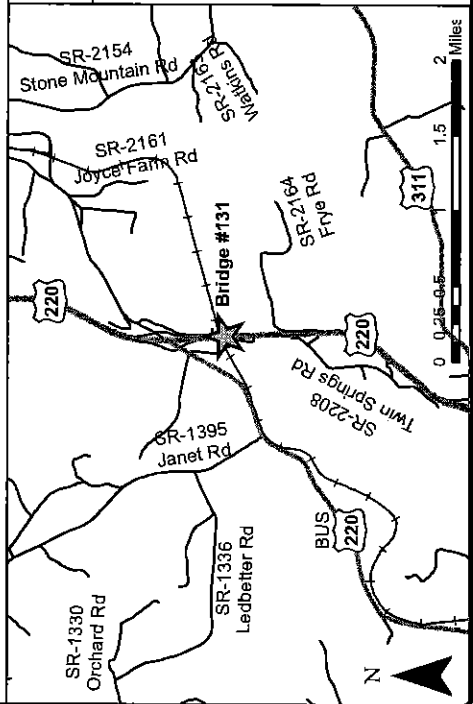 SR-2154
Stone Mountain Rd
SR-2163
Watkins Rd
SR-2161
Joyce Farm Rd
220
Bridge #131
SR-2164
Frye Rd
311
220
SR-2208
Twin Springs Rd
SR-1395
Janet Rd
SR-1336
Ledbetter Rd
SR-1330
Orchard Rd
BUS
220
N
0 0.25 0.5 1 1.5 2
Miles